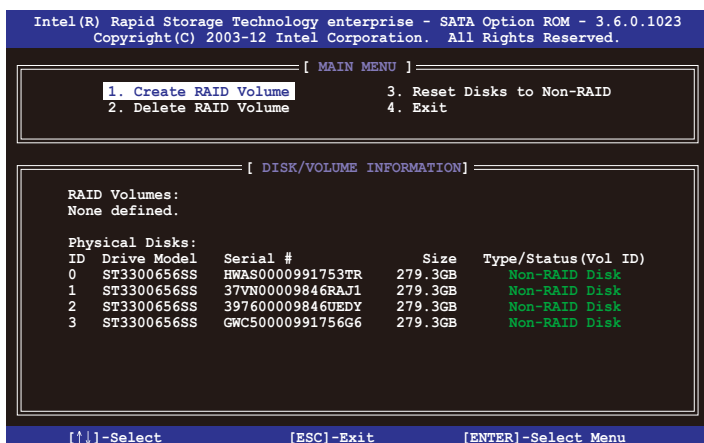 Intel(R) Rapid Storage Technology enterprise - SATA Option ROM - 3.6.0.1023
Copyright(C) 2003-12 Intel Corporation. All Rights Reserved.
[ MAIN MENU ]
1. Create RAID Volume 3. Reset Disks to Non-RAID
2. Delete RAID Volume 4. Exit
[ DISK/VOLUME INFORMATION]
RAID Volumes:
None defined.
Physical Disks:
ID Drive Model Serial # Size Type/Status(Vol ID)
0 ST3300656SS HWAS0000991753TR 279.3GB Non-RAID Disk
1 ST3300656SS 37VN00009846RAJ1 279.3GB Non-RAID Disk
2 ST3300656SS 397600009846UEDY 279.3GB Non-RAID Disk
3 ST3300656SS GWC50000991756G6 279.3GB Non-RAID Disk
[↑↓]-Select [ESC]-Exit [ENTER]-Select Menu